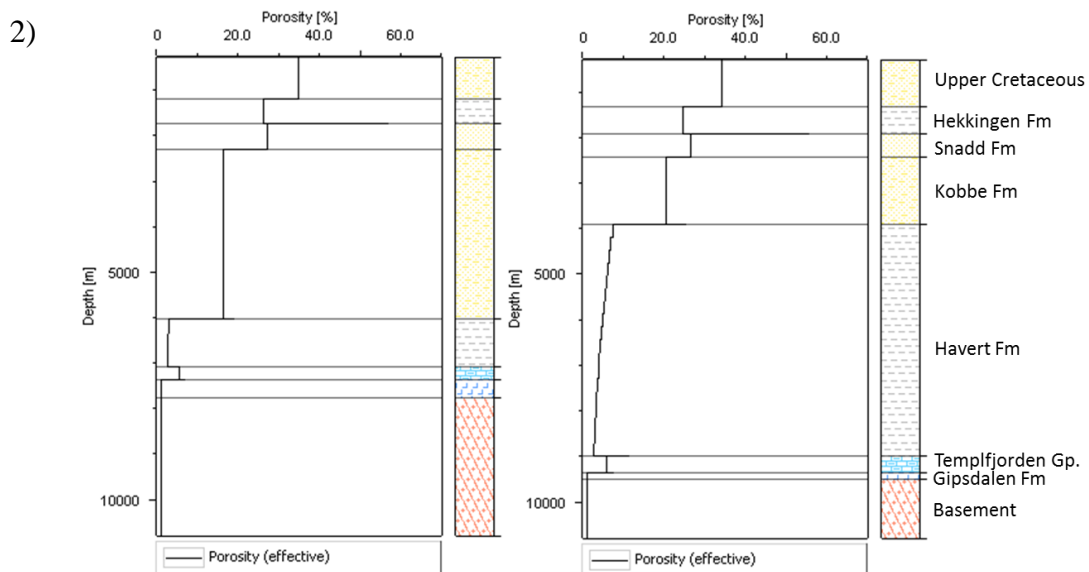 2)
Porosity [%]
0 20.0 40.0 60.0
Depth [m]
5000
10000
Porosity (effective)
Porosity [%]
0 20.0 40.0 60.0
Depth [m]
5000
10000
Porosity (effective)
Upper Cretaceous
Hekkingen Fm
Snadd Fm
Kobbe Fm
Havert Fm
Templfjorden Gp.
Gipsdalen Fm
Basement